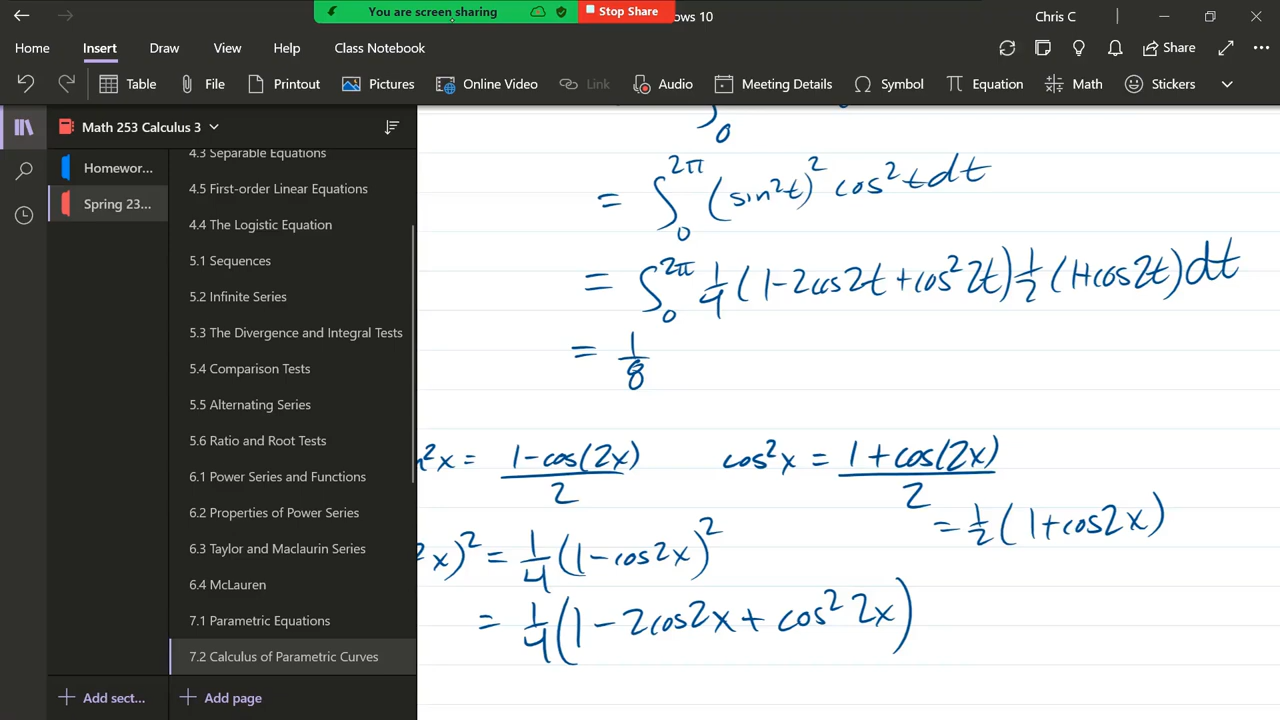 You are screen sharing
Stop Share
ows 10
Chris C
Home Insert Draw View Help Class Notebook
Share
Table File Printout Pictures Online Video Link Audio Meeting Details Symbol Equation Math Stickers
Math 253 Calculus 3
Homewor...
Spring 23...
4.3 Separable Equations
4.5 First-order Linear Equations
4.4 The Logistic Equation
5.1 Sequences
5.2 Infinite Series
5.3 The Divergence and Integral Tests
5.4 Comparison Tests
5.5 Alternating Series
5.6 Ratio and Root Tests
6.1 Power Series and Functions
6.2 Properties of Power Series
6.3 Taylor and Maclaurin Series
6.4 McLauren
7.1 Parametric Equations
7.2 Calculus of Parametric Curves
Add sect...
Add page
∫₀
= ∫₀^2π (sin²t)² cos²t dt
= ∫₀^2π 1/4 (1-2cos2t+cos²2t) 1/2 (1+cos2t) dt
= 1/8
n²x = (1-cos(2x))/2 cos²x = (1+cos(2x))/2
= 1/2 (1+cos2x)
²x)² = 1/4 (1-cos2x)²
= 1/4 (1-2cos2x+cos²2x)